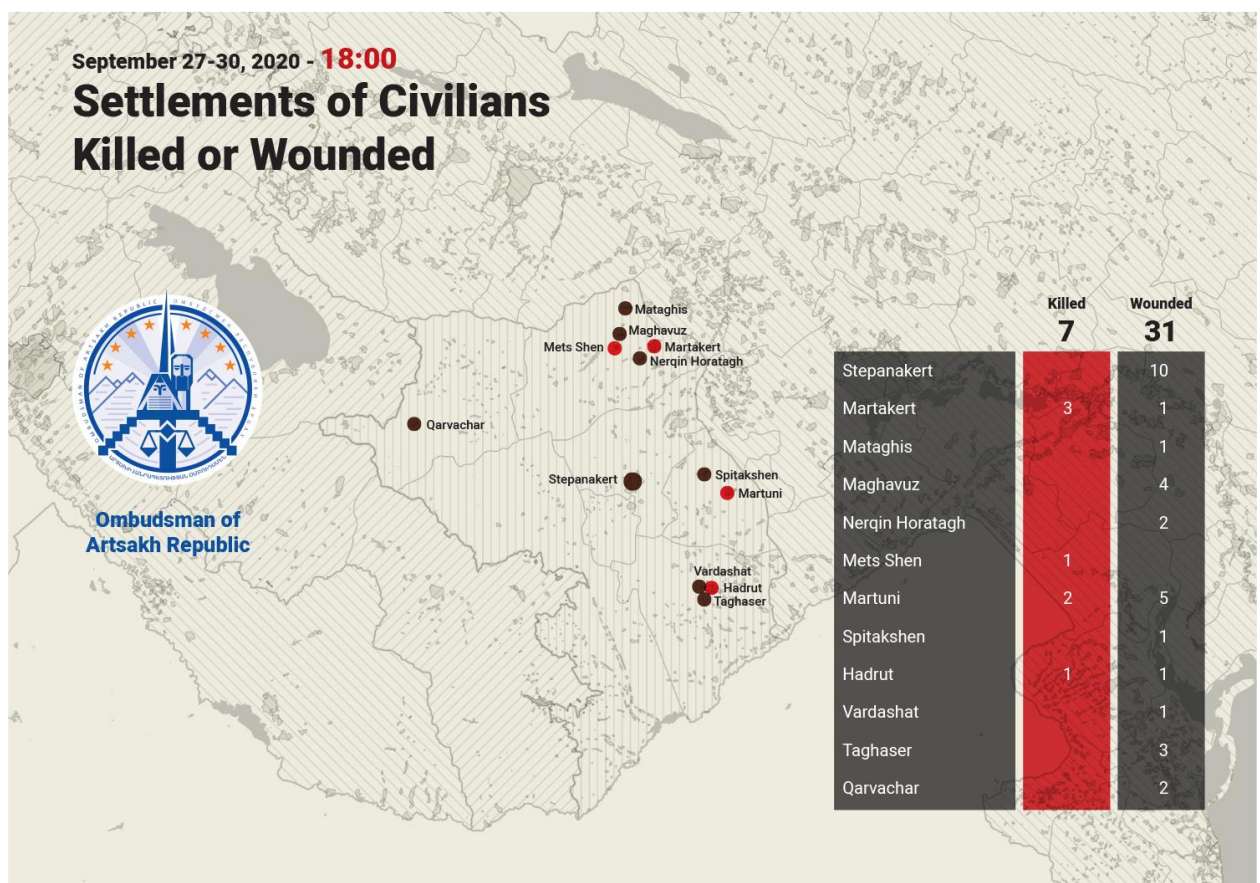 September 27-30, 2020 - 18:00
Settlements of Civilians
Killed or Wounded
Mataghis
Maghavuz
Mets Shen
Martakert
Nerqin Horatagh
Qarvachar
Stepanakert
Spitakshen
Martuni
Vardashat
Hadrut
Taghaser
Ombudsman of
Artsakh Republic
Killed Wounded
7 31
Stepanakert 10
Martakert 3 1
Mataghis 1
Maghavuz 4
Nerqin Horatagh 2
Mets Shen 1
Martuni 2 5
Spitakshen 1
Hadrut 1 1
Vardashat 1
Taghaser 3
Qarvachar 2